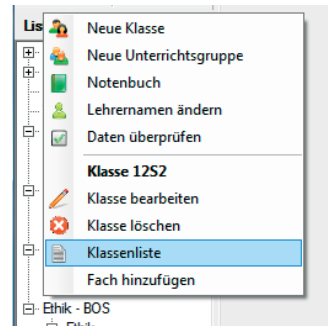 Lis
Neue Klasse
Neue Unterrichtsgruppe
Notenbuch
Lehrernamen ändern
Daten überprüfen
Klasse 12S2
Klasse bearbeiten
Klasse löschen
Klassenliste
Fach hinzufügen
Ethik - BOS